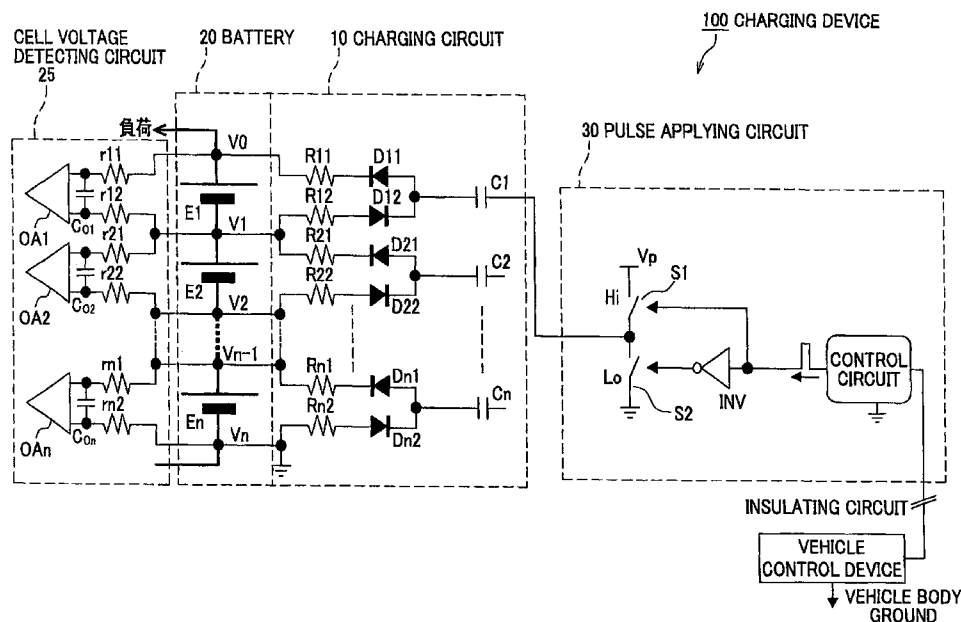 100 CHARGING DEVICE
CELL VOLTAGE
DETECTING CIRCUIT
25
20 BATTERY
10 CHARGING CIRCUIT
30 PULSE APPLYING CIRCUIT
負荷
V0
r11
r12
OA1
Co1
E1
V1
R11
R12
D11
D12
C1
r21
r22
OA2
Co2
E2
V2
R21
R22
D21
D22
C2
Vn-1
rn1
rn2
OAn
Con
En
Vn
Rn1
Rn2
Dn1
Dn2
Cn
Vp
Hi
S1
Lo
S2
INV
CONTROL
CIRCUIT
INSULATING CIRCUIT
VEHICLE
CONTROL DEVICE
VEHICLE BODY
GROUND